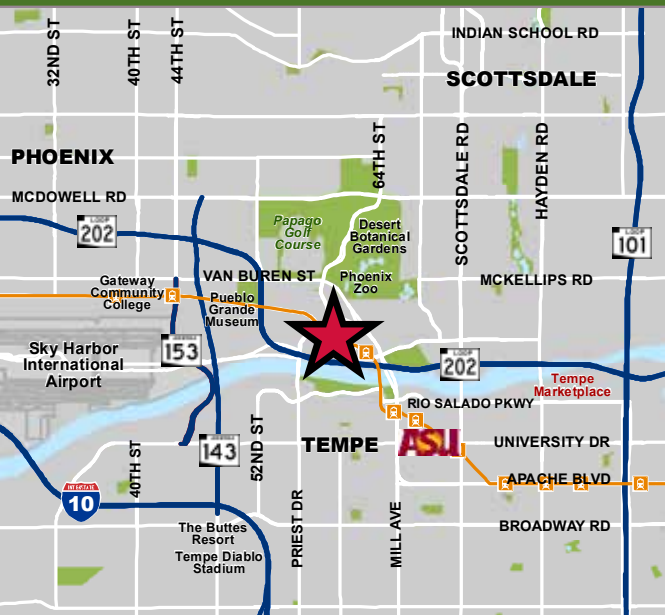 32ND ST
40TH ST
44TH ST
INDIAN SCHOOL RD
SCOTTSDALE
PHOENIX
64TH ST
SCOTTSDALE RD
HAYDEN RD
MCDOWELL RD
LOOP
202
Papago
Golf
Course
Desert
Botanical
Gardens
LOOP
101
VAN BUREN ST
Phoenix
Zoo
MCKELLIPS RD
Gateway
Community
College
Pueblo
Grande
Museum
Sky Harbor
International
Airport
153
LOOP
202
Tempe
Marketplace
RIO SALADO PKWY
52ND ST
TEMPE
ASU
UNIVERSITY DR
143
40TH ST
APACHE BLVD
INTERSTATE
10
PRIEST DR
MILL AVE
BROADWAY RD
The Buttes
Resort
Tempe Diablo
Stadium